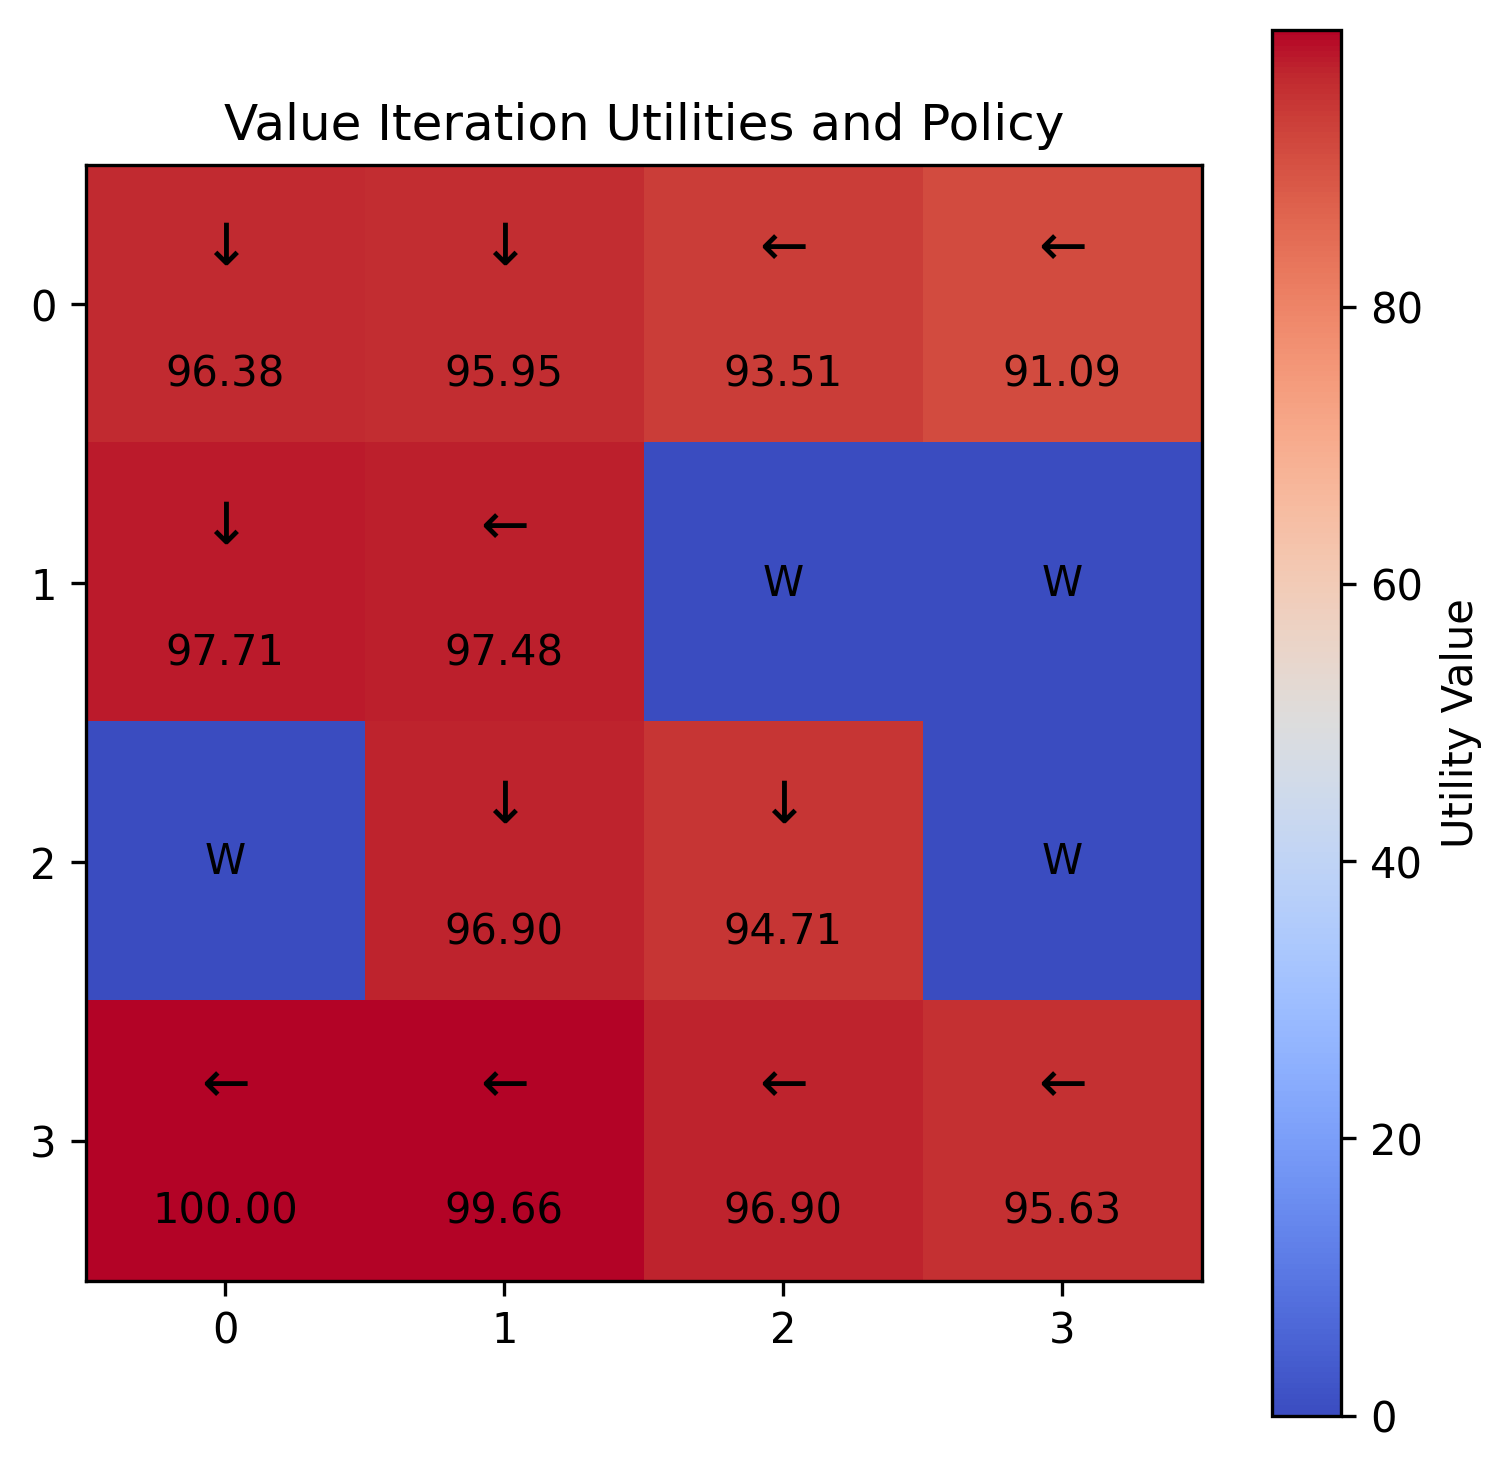 Value Iteration Utilities and Policy
0
↓ ↓ ← ←
96.38 95.95 93.51 91.09
1
↓ ←
W W
97.71 97.48
2
↓ ↓
W W
96.90 94.71
3
← ← ← ←
100.00 99.66 96.90 95.63
0 1 2 3
80
60
40
20
0
Utility Value